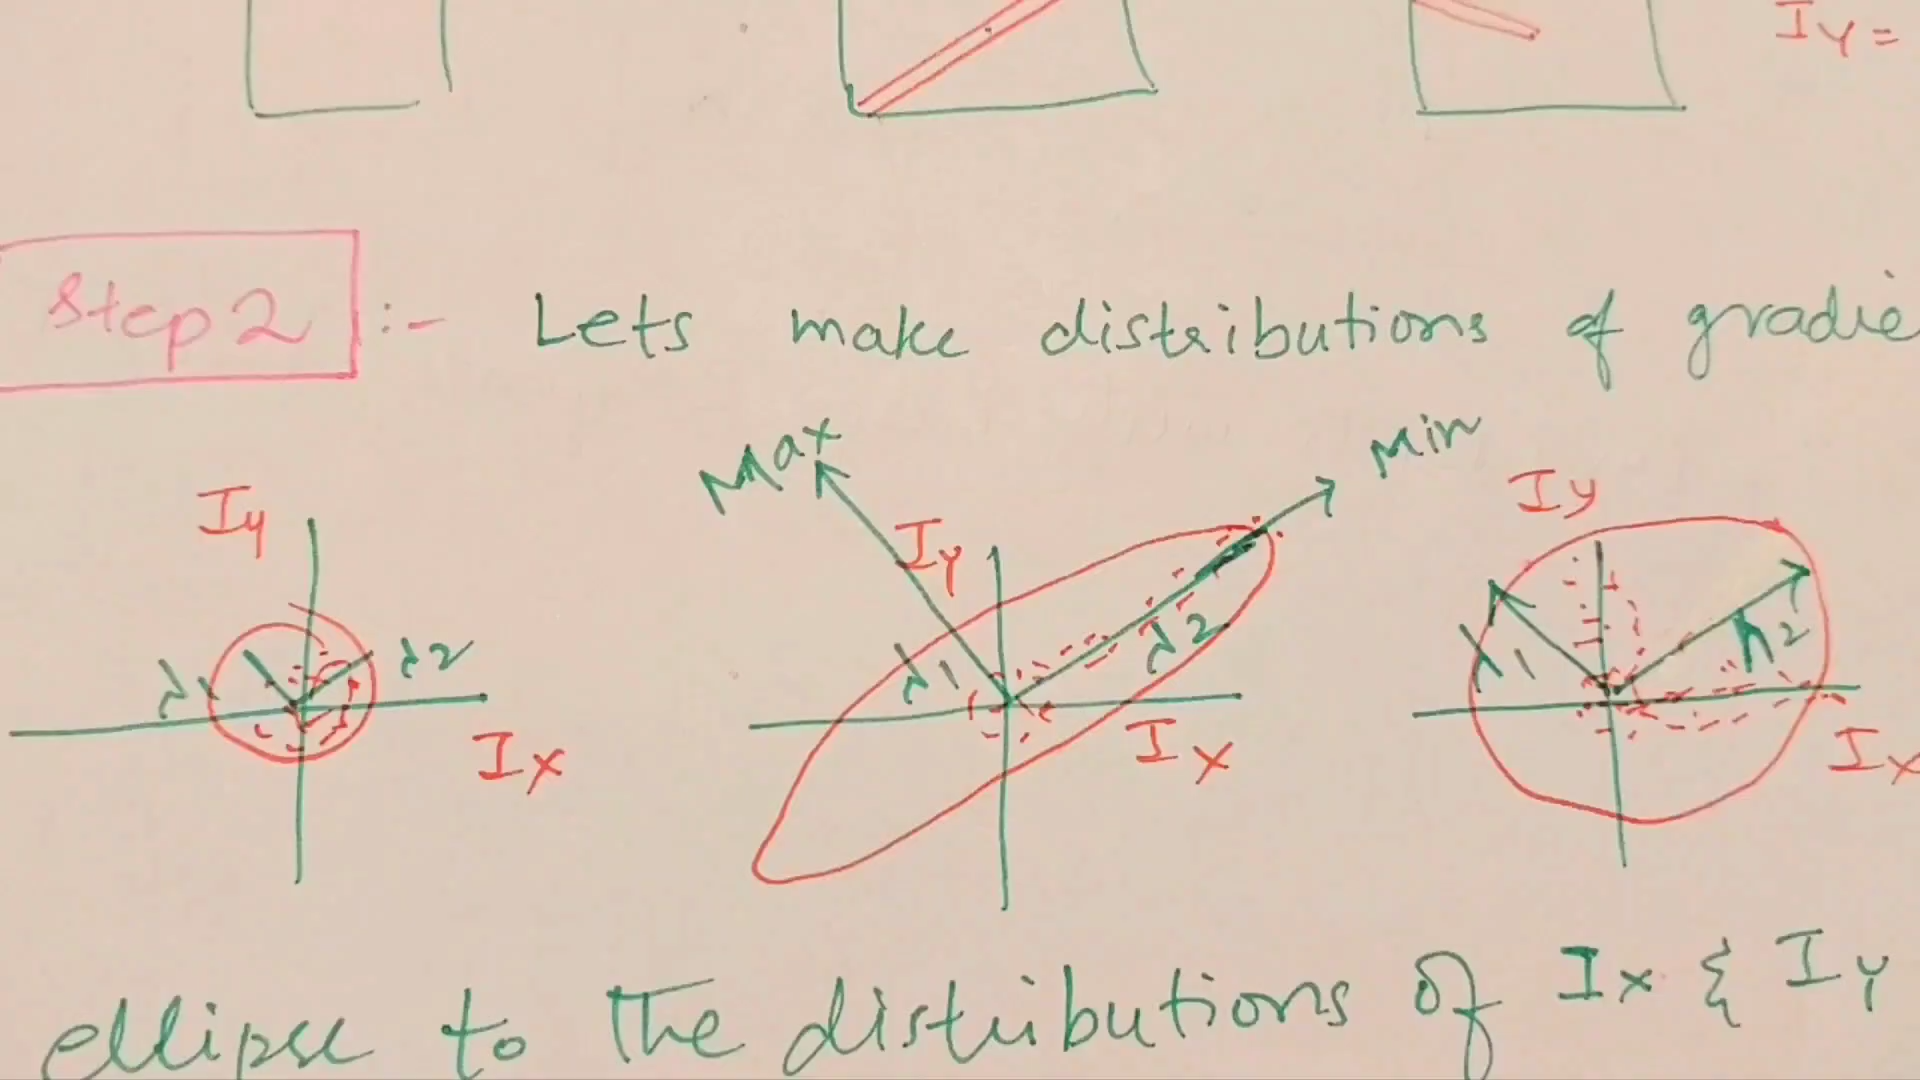 IY =
Step 2 :- Lets make distributions of gradie
Max
Min
Iy
IY
Iy
λ1
λ2
λ1
λ2
λ1
λ2
Ix
Ix
Ix
ellipse to the distributions of Ix & IY